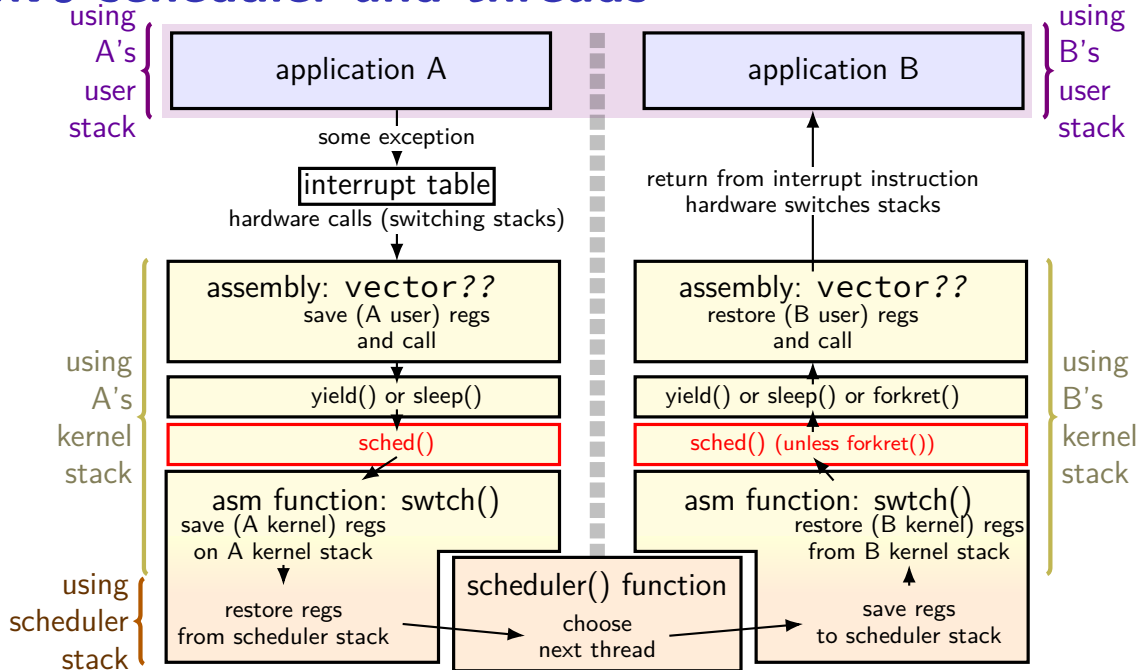 scheduler and threads
using
A's
user
stack
application A
application B
using
B's
user
stack
some exception
interrupt table
hardware calls (switching stacks)
return from interrupt instruction
hardware switches stacks
using
A's
kernel
stack
assembly: vector??
save (A user) regs
and call
yield() or sleep()
sched()
asm function: swtch()
save (A kernel) regs
on A kernel stack
assembly: vector??
restore (B user) regs
and call
yield() or sleep() or forkret()
sched() (unless forkret())
asm function: swtch()
restore (B kernel) regs
from B kernel stack
using
B's
kernel
stack
using
scheduler
stack
restore regs
from scheduler stack
scheduler() function
choose
next thread
save regs
to scheduler stack